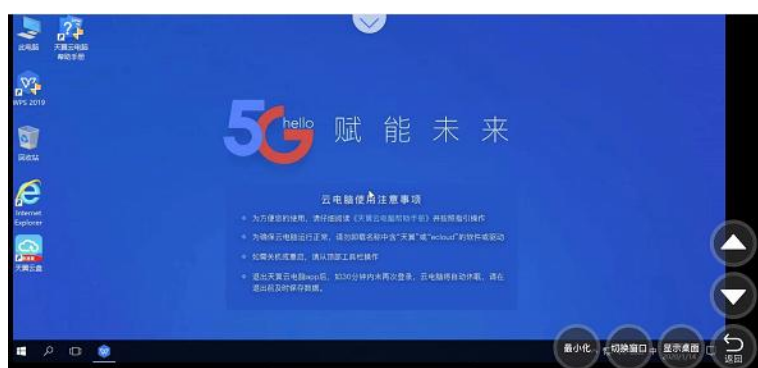 此电脑
天翼云电脑
帮助手册
WPS 2019
回收站
Internet
Explorer
天翼云盘
5G hello 赋能未来
云电脑使用注意事项
为方便您的使用，请仔细阅读《天翼云电脑帮助手册》并按照指引操作
为确保云电脑运行正常，请勿卸载名称中含“天翼”或“ecloud”的软件或驱动
如需关机或重启，请从顶部工具栏操作
退出天翼云电脑app后，如30分钟内未再次登录，云电脑将自动休眠，请在
退出前及时保存数据。
最小化
切换窗口
中
显示桌面
2020/1/14
返回